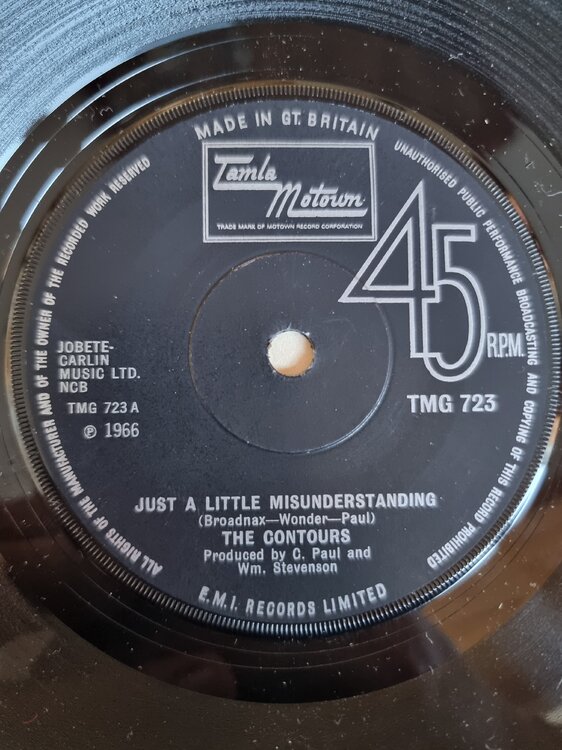 MADE IN GT. BRITAIN
Tamla
Motown
TRADE MARK OF MOTOWN RECORD CORPORATION
45
R.P.M.
TMG 723
JOBETE-
CARLIN
MUSIC LTD.
NCB
TMG 723 A
℗ 1966
JUST A LITTLE MISUNDERSTANDING
(Broadnax—Wonder—Paul)
THE CONTOURS
Produced by C. Paul and
Wm. Stevenson
E.M.I. RECORDS LIMITED
ALL RIGHTS OF THE MANUFACTURER AND OF THE OWNER OF THE RECORDED WORK RESERVED
UNAUTHORISED PUBLIC PERFORMANCE BROADCASTING AND COPYING OF THIS RECORD PROHIBITED